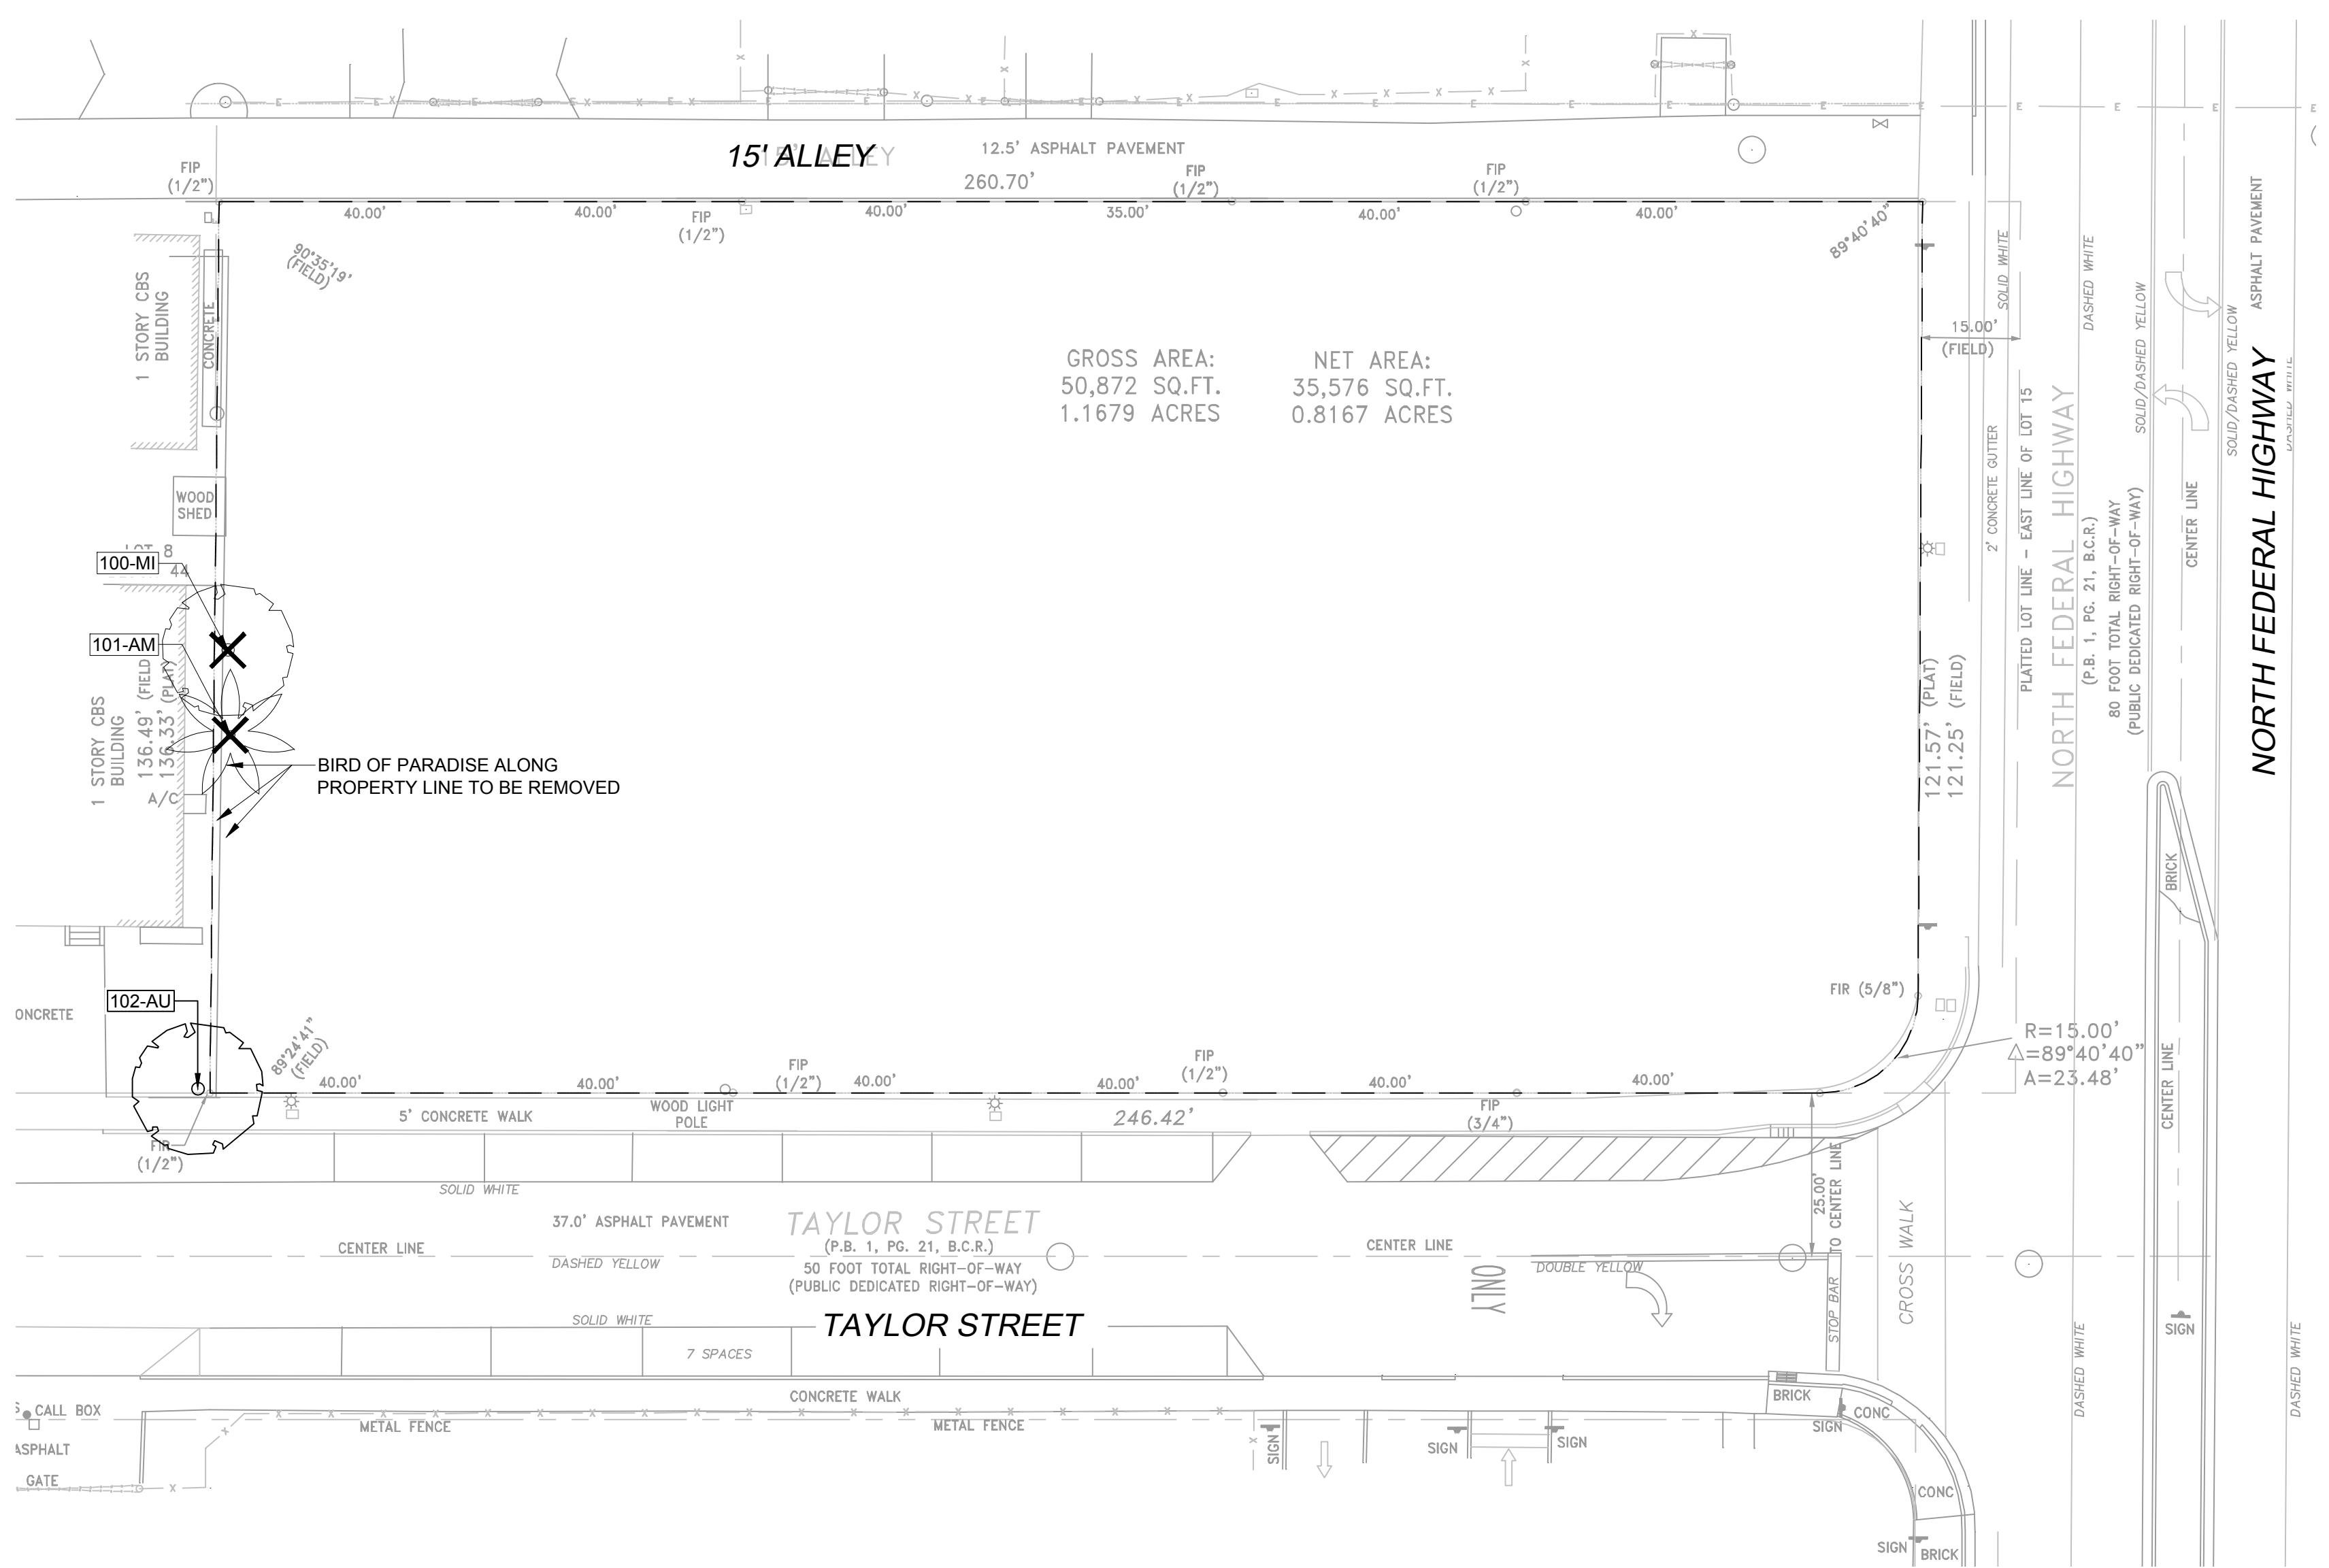 15' ALLEY
15' ALLEY
12.5' ASPHALT PAVEMENT
260.70'
FIP
(1/2")
FIP
(1/2")
FIP
(1/2")
FIP
(1/2")
40.00'
40.00'
40.00'
35.00'
40.00'
40.00'
90°35'19'
(FIELD)
89°40'40"
1 STORY CBS
BUILDING
CONCRETE
WOOD
SHED
GROSS AREA:
50,872 SQ.FT.
1.1679 ACRES
NET AREA:
35,576 SQ.FT.
0.8167 ACRES
15.00'
(FIELD)
SOLID WHITE
DASHED WHITE
SOLID/DASHED YELLOW
SOLID/DASHED YELLOW
ASPHALT PAVEMENT
DASHED WHITE
NORTH FEDERAL HIGHWAY
NORTH FEDERAL HIGHWAY
(P.B. 1, PG. 21, B.C.R.)
80 FOOT TOTAL RIGHT-OF-WAY
(PUBLIC DEDICATED RIGHT-OF-WAY)
CENTER LINE
2' CONCRETE GUTTER
PLATTED LOT LINE - EAST LINE OF LOT 15
121.57' (PLAT)
121.25' (FIELD)
8
44
100-MI
101-AM
136.49' (FIELD
136.33' (PLAT)
1 STORY CBS
BUILDING
A/C
BIRD OF PARADISE ALONG
PROPERTY LINE TO BE REMOVED
102-AU
ONCRETE
89°24'41"
(FIELD)
FIR
(1/2")
BRICK
FIR (5/8")
R=15.00'
△=89°40'40"
A=23.48'
CENTER LINE
40.00'
40.00'
FIP
(1/2")
40.00'
40.00'
FIP
(1/2")
40.00'
40.00'
5' CONCRETE WALK
WOOD LIGHT
POLE
246.42'
FIP
(3/4")
SOLID WHITE
25.00'
TO CENTER LINE
37.0' ASPHALT PAVEMENT
TAYLOR STREET
(P.B. 1, PG. 21, B.C.R.)
50 FOOT TOTAL RIGHT-OF-WAY
(PUBLIC DEDICATED RIGHT-OF-WAY)
CENTER LINE
DASHED YELLOW
CENTER LINE
DOUBLE YELLOW
ONLY
STOP BAR
CROSS WALK
TAYLOR STREET
SOLID WHITE
7 SPACES
SIGN
DASHED WHITE
DASHED WHITE
CONCRETE WALK
METAL FENCE
METAL FENCE
CALL BOX
ASPHALT
GATE
SIGN
SIGN
SIGN
BRICK
SIGN
CONC
CONC
SIGN
BRICK